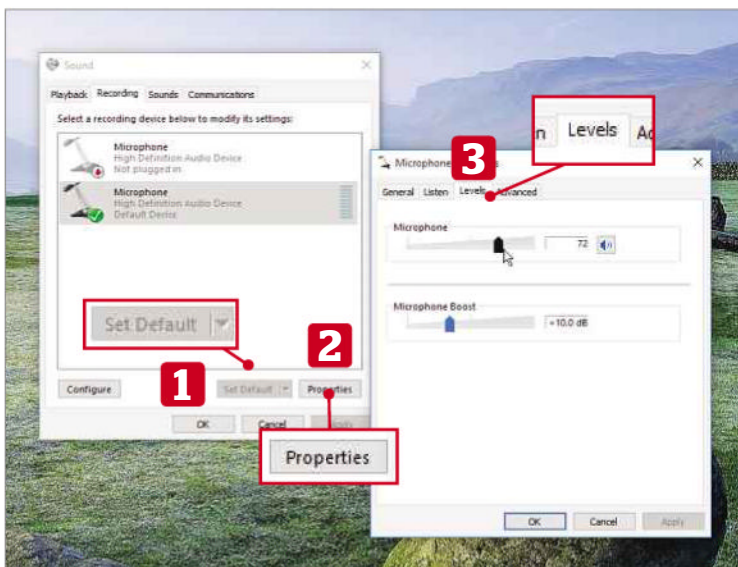 Sound
Playback Recording Sounds Communications
Select a recording device below to modify its settings:
Microphone
High Definition Audio Device
Not plugged in
Microphone
High Definition Audio Device
Default Device
Set Default
1
2
Configure Set Default Properties
OK Cancel Apply
Properties
n Levels Ad
3
Microphone
General Listen Levels Advanced
Microphone
72
Microphone Boost
+10.0 dB
OK Cancel Apply